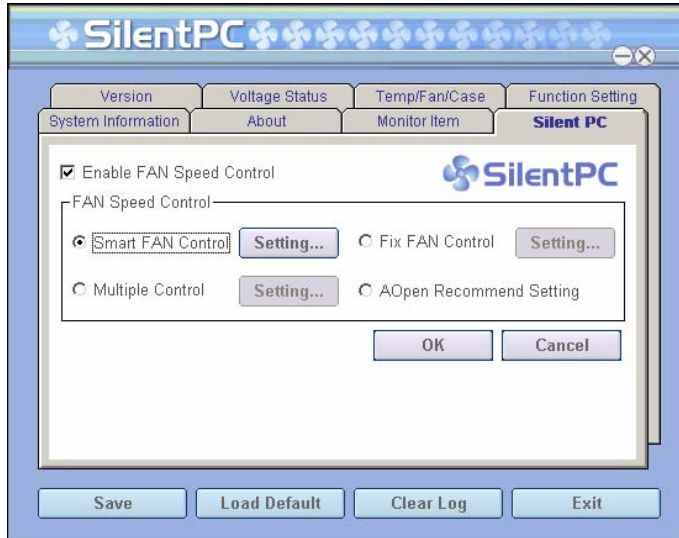 SilentPC
Version Voltage Status Temp/Fan/Case Function Setting
System Information About Monitor Item Silent PC
Enable FAN Speed Control
SilentPC
FAN Speed Control
Smart FAN Control Setting... Fix FAN Control Setting...
Multiple Control Setting... AOpen Recommend Setting
OK Cancel
Save Load Default Clear Log Exit